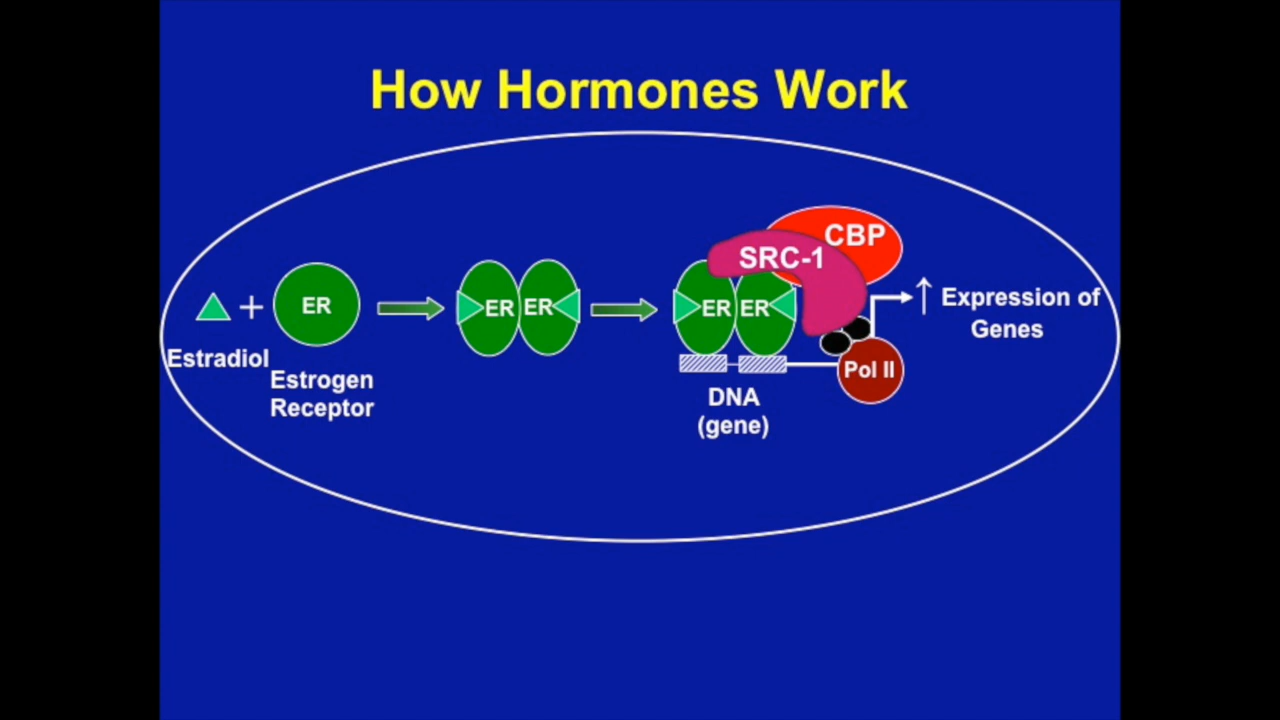 How Hormones Work
Estradiol
+
ER
Estrogen
Receptor
ER ER
ER ER
SRC-1
CBP
DNA
(gene)
Pol II
↑ Expression of
Genes